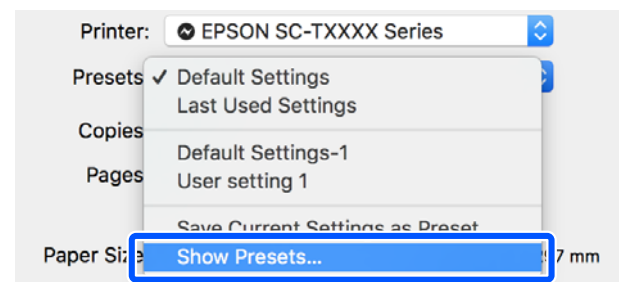 Printer: EPSON SC-TXXXX Series
Presets ✓ Default Settings
Last Used Settings
Copies
Default Settings-1
Pages User setting 1
Save Current Settings as Preset
Paper Size Show Presets... 7 mm